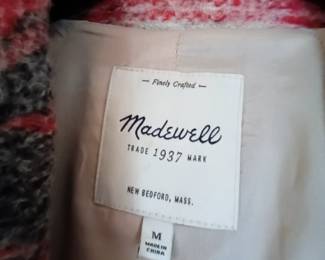 — Finely Crafted —
Madewell
TRADE 1937 MARK
NEW BEDFORD, MASS.
M
MADE IN
CHINA